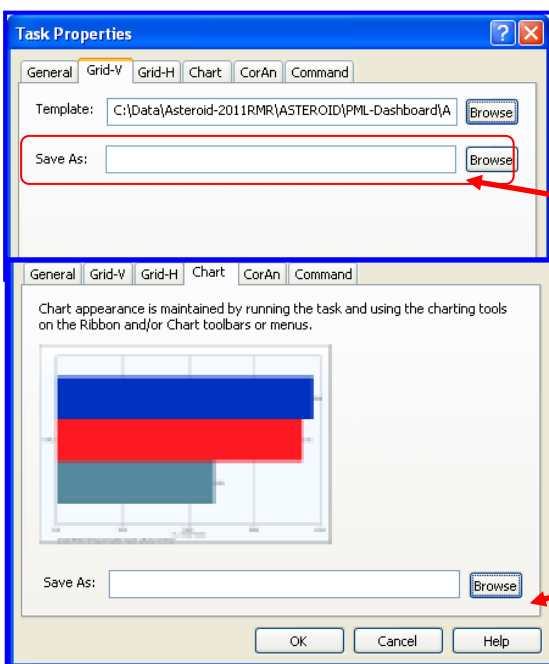 Task Properties
General Grid-V Grid-H Chart CorAn Command
Template: C:\Data\Asteroid-2011RMR\ASTEROID\PML-Dashboard\A Browse
Save As: Browse
General Grid-V Grid-H Chart CorAn Command
Chart appearance is maintained by running the task and using the charting tools
on the Ribbon and/or Chart toolbars or menus.
Save As: Browse
OK Cancel Help